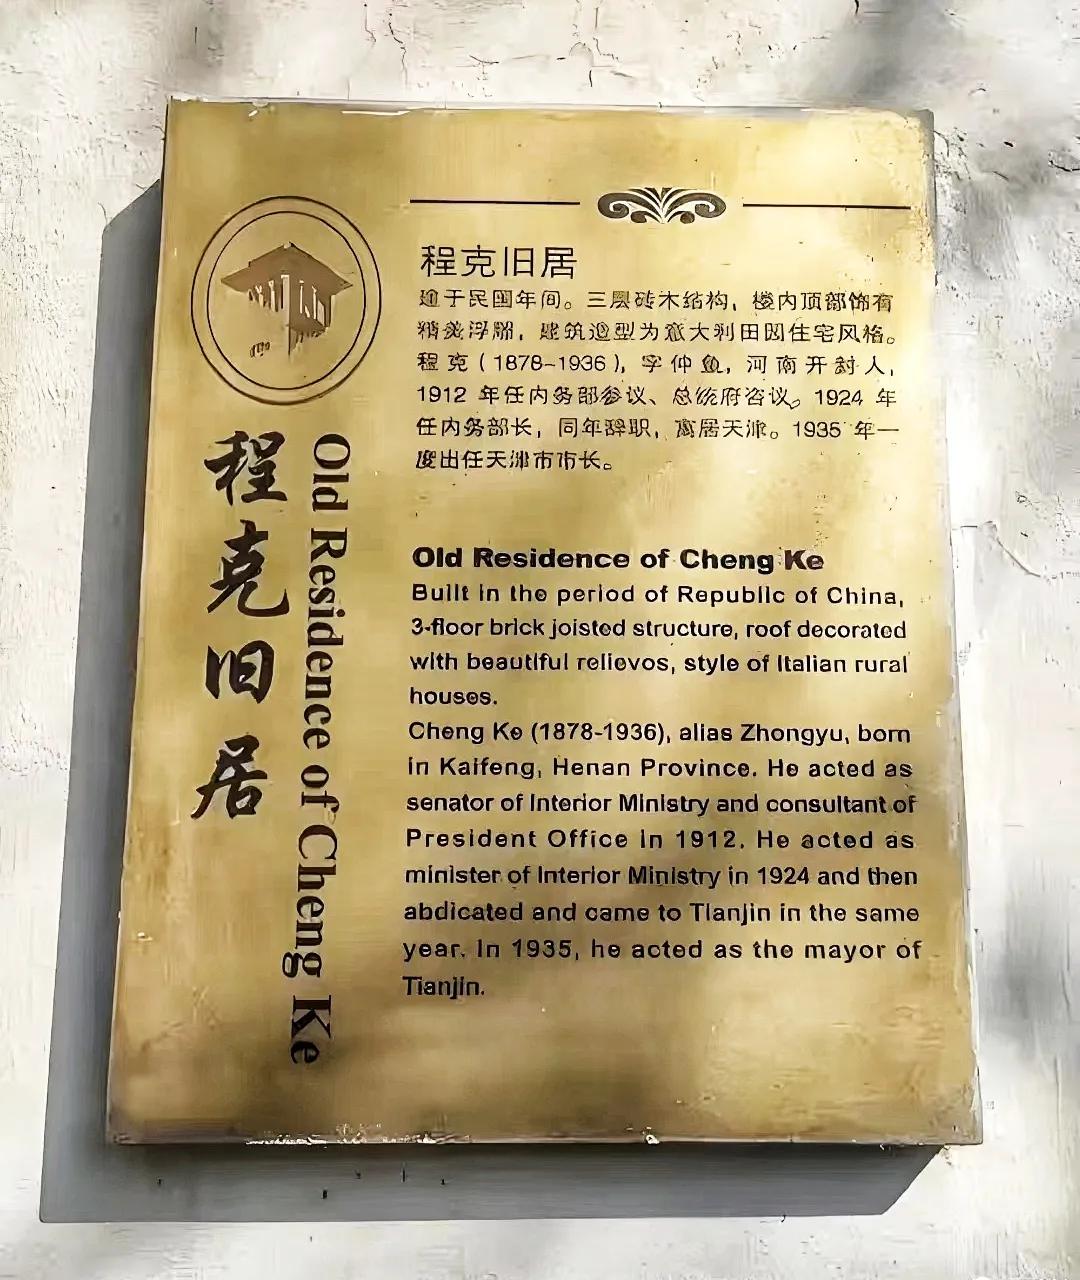 程克旧居
Old Residence of Cheng Ke
程克旧居
建于民国年间。三层砖木结构，楼内顶部饰有
精美浮雕，建筑造型为意大利田园住宅风格。
程克（1878-1936），字仲鱼，河南开封人，
1912 年任内务部参议、总统府咨议。1924 年
任内务部长，同年辞职，寓居天津。1935 年一
度出任天津市市长。
Old Residence of Cheng Ke
Built in the period of Republic of China,
3-floor brick joisted structure, roof decorated
with beautiful relievos, style of Italian rural
houses.
Cheng Ke (1878-1936), alias Zhongyu, born
in Kaifeng, Henan Province. He acted as
senator of Interior Ministry and consultant of
President Office in 1912. He acted as
minister of Interior Ministry in 1924 and then
abdicated and came to Tianjin in the same
year. In 1935, he acted as the mayor of
Tianjin.